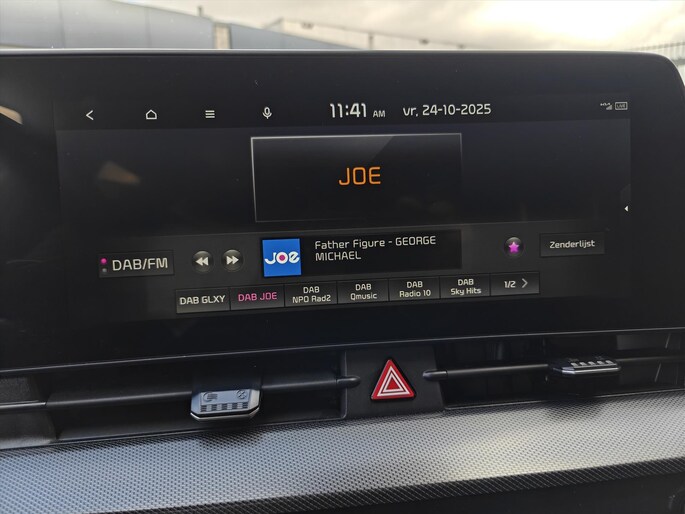 11:41 AM vr, 24-10-2025
JOE
DAB/FM
JOe
Father Figure - GEORGE
MICHAEL
Zenderlijst
DAB GLXY
DAB JOE
DAB
NPO Rad2
DAB
Qmusic
DAB
Radio 10
DAB
Sky Hits
1/2